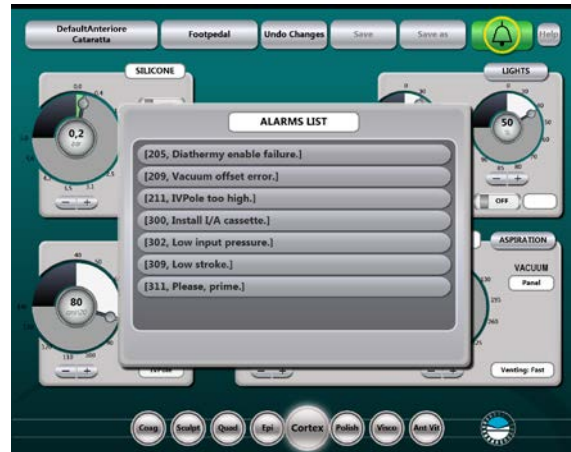 DefaultAnteriore
Cataratta
Footpedal
Undo Changes
Save
Save as
Help
SILICONE
LIGHTS
0,2
50
%
OFF
ALARMS LIST
[205, Diathermy enable failure.]
[209, Vacuum offset error.]
[211, IVPole too high.]
[300, Install I/A cassette.]
[302, Low input pressure.]
[309, Low stroke.]
[311, Please, prime.]
80
ASPIRATION
VACUUM
Panel
IVPole
Venting: Fast
Coag
Sculpt
Quad
Epi
Cortex
Polish
Visco
Ant Vit